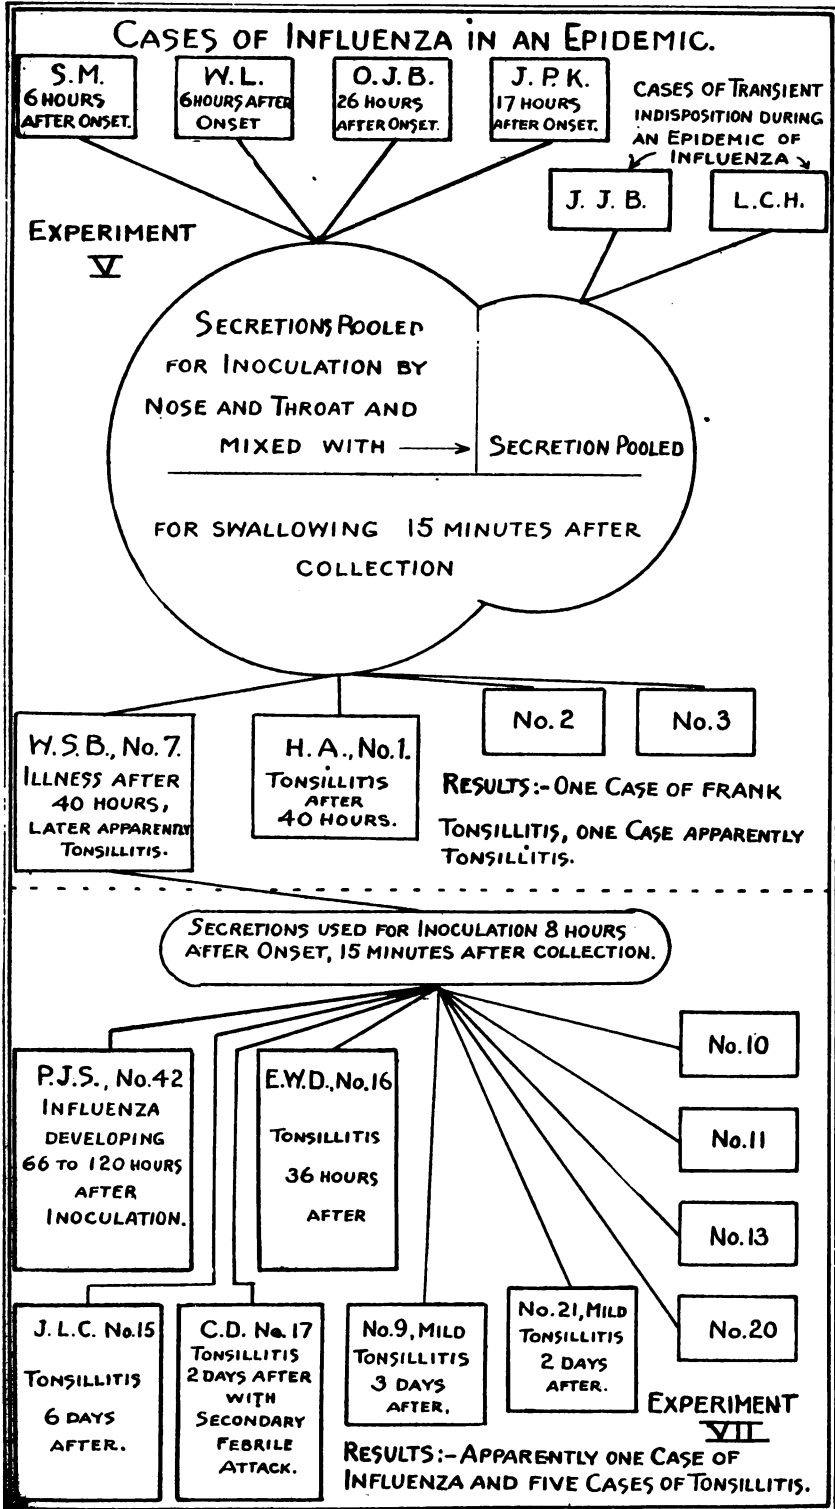 CASES OF INFLUENZA IN AN EPIDEMIC.
S.M.
6 HOURS
AFTER ONSET.
W.L.
6 HOURS AFTER
ONSET
O.J.B.
26 HOURS
AFTER ONSET.
J.P.K.
17 HOURS
AFTER ONSET.
CASES OF TRANSIENT
INDISPOSITION DURING
AN EPIDEMIC OF
INFLUENZA
J. J. B.
L.C.H.
EXPERIMENT
V
SECRETIONS POOLED
FOR INOCULATION BY
NOSE AND THROAT AND
MIXED WITH → SECRETION POOLED
FOR SWALLOWING 15 MINUTES AFTER
COLLECTION
W.S.B., No. 7.
ILLNESS AFTER
40 HOURS,
LATER APPARENTLY
TONSILLITIS.
H. A., No. 1.
TONSILLITIS
AFTER
40 HOURS.
No. 2
No. 3
RESULTS:- ONE CASE OF FRANK
TONSILLITIS, ONE CASE APPARENTLY
TONSILLITIS.
SECRETIONS USED FOR INOCULATION 8 HOURS
AFTER ONSET, 15 MINUTES AFTER COLLECTION.
P.J.S., No. 42
INFLUENZA
DEVELOPING
66 TO 120 HOURS
AFTER
INOCULATION.
E.W.D., No. 16
TONSILLITIS
36 HOURS
AFTER
No. 10
No. 11
No. 13
No. 20
J. L. C. No. 15
TONSILLITIS
6 DAYS
AFTER.
C.D. No. 17
TONSILLITIS
2 DAYS AFTER
WITH
SECONDARY
FEBRILE
ATTACK.
No. 9, MILD
TONSILLITIS
3 DAYS
AFTER.
No. 21, MILD
TONSILLITIS
2 DAYS
AFTER.
EXPERIMENT
VII
RESULTS:- APPARENTLY ONE CASE OF
INFLUENZA AND FIVE CASES OF TONSILLITIS.